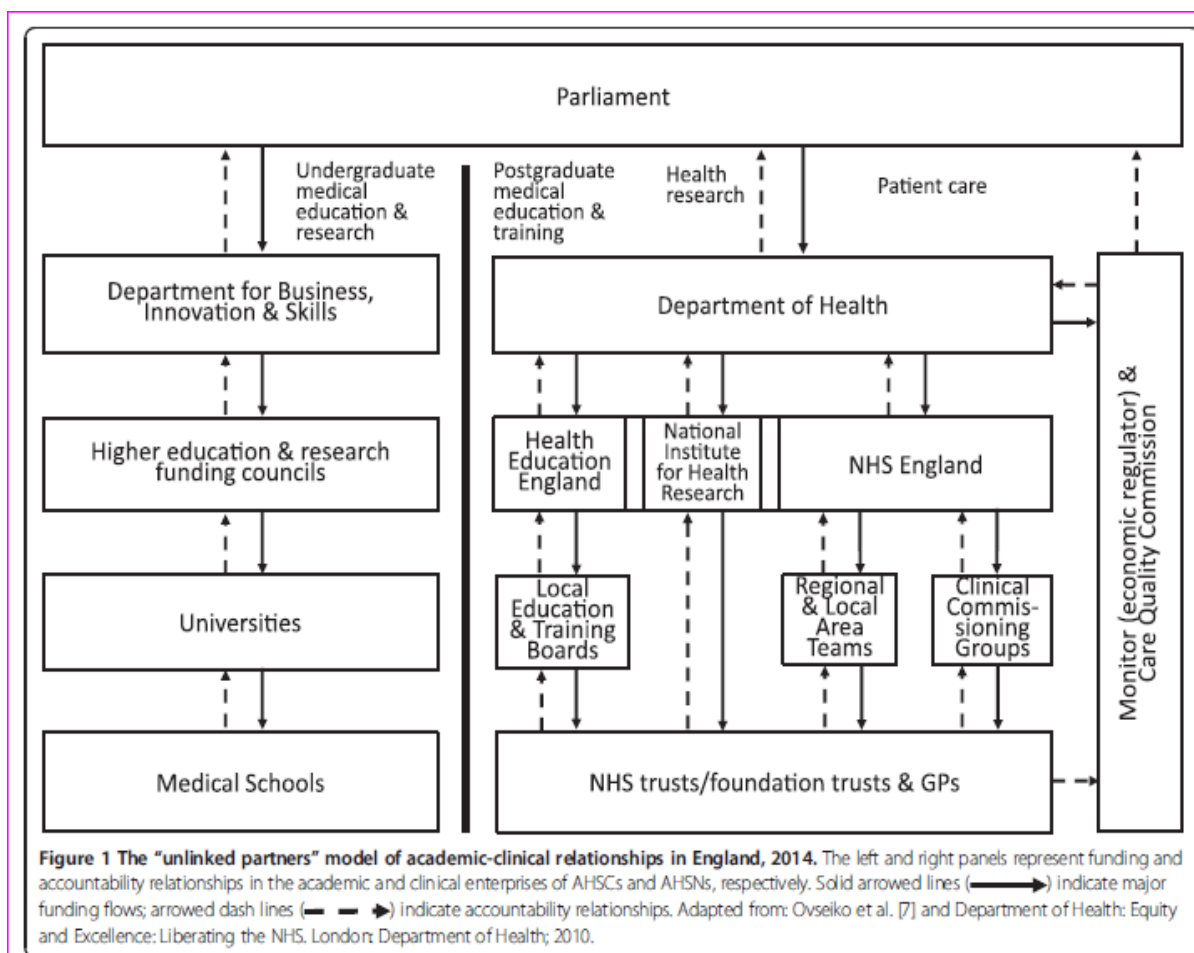 Parliament
Undergraduate
medical
education &
research
Postgraduate
medical
education &
training
Health
research
Patient care
Department for Business,
Innovation & Skills
Department of Health
Higher education & research
funding councils
Health
Education
England
National
Institute
for Health
Research
NHS England
Universities
Local
Education
& Training
Boards
Regional
& Local
Area
Teams
Clinical
Commis-
sioning
Groups
Medical Schools
NHS trusts/foundation trusts & GPs
Monitor (economic regulator) &
Care Quality Commission
Figure 1 The “unlinked partners” model of academic-clinical relationships in England, 2014. The left and right panels represent funding and
accountability relationships in the academic and clinical enterprises of AHSCs and AHSNs, respectively. Solid arrowed lines (⟶) indicate major
funding flows; arrowed dash lines (– – ➤) indicate accountability relationships. Adapted from: Ovseiko et al. [7] and Department of Health: Equity
and Excellence: Liberating the NHS. London: Department of Health; 2010.